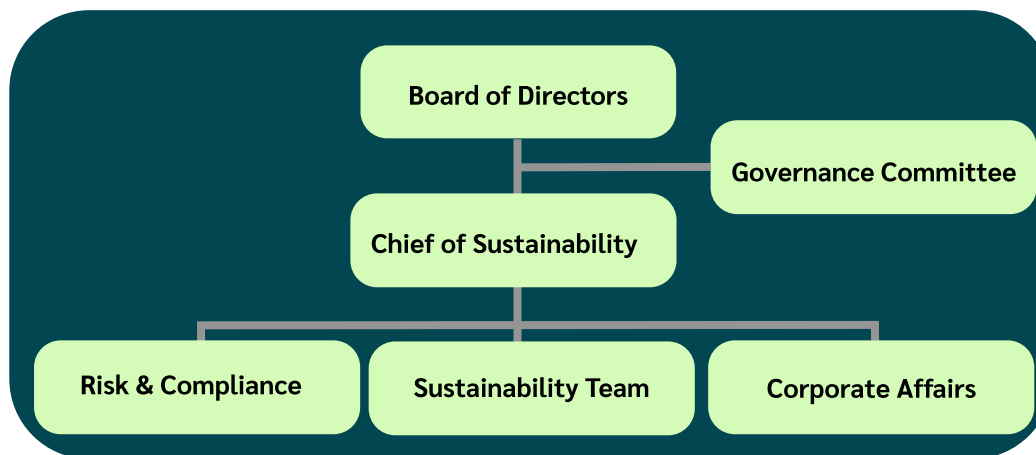 Board of Directors
Governance Committee
Chief of Sustainability
Risk & Compliance
Sustainability Team
Corporate Affairs